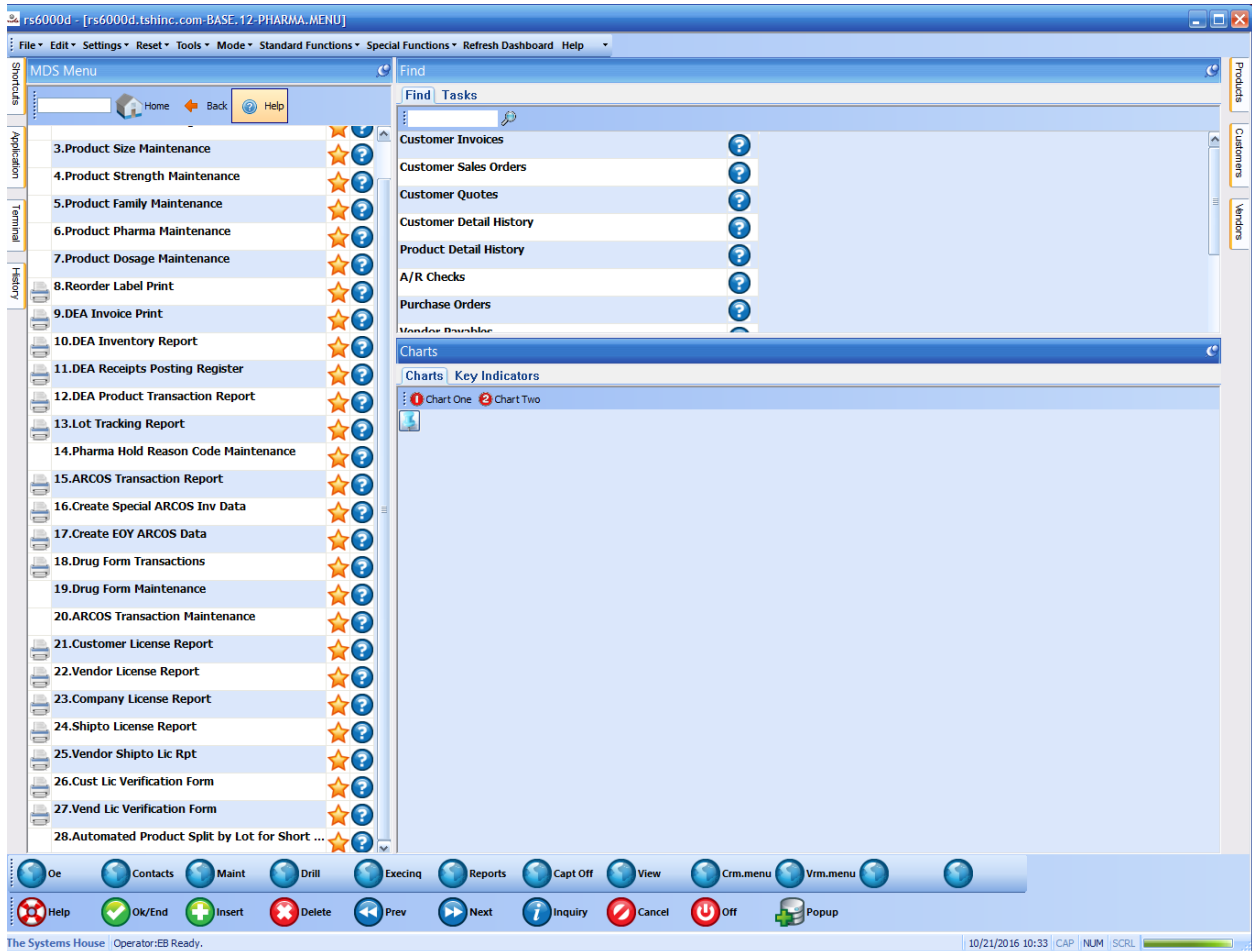 rs6000d - [rs6000d.tshinc.com-BASE.12-PHARMA.MENU]
File Edit Settings Reset Tools Mode Standard Functions Special Functions Refresh Dashboard Help
Shortcuts
Application
Terminal
History
MDS Menu
Home Back Help
3.Product Size Maintenance
4.Product Strength Maintenance
5.Product Family Maintenance
6.Product Pharma Maintenance
7.Product Dosage Maintenance
8.Reorder Label Print
9.DEA Invoice Print
10.DEA Inventory Report
11.DEA Receipts Posting Register
12.DEA Product Transaction Report
13.Lot Tracking Report
14.Pharma Hold Reason Code Maintenance
15.ARCOS Transaction Report
16.Create Special ARCOS Inv Data
17.Create EOY ARCOS Data
18.Drug Form Transactions
19.Drug Form Maintenance
20.ARCOS Transaction Maintenance
21.Customer License Report
22.Vendor License Report
23.Company License Report
24.Shipto License Report
25.Vendor Shipto Lic Rpt
26.Cust Lic Verification Form
27.Vend Lic Verification Form
28.Automated Product Split by Lot for Short ...
Find
Find Tasks
Customer Invoices
Customer Sales Orders
Customer Quotes
Customer Detail History
Product Detail History
A/R Checks
Purchase Orders
Vendor Payables
Charts
Charts Key Indicators
1 Chart One 2 Chart Two
Products
Customers
Vendors
Oe Contacts Maint Drill Execinq Reports Capt Off View Crm.menu Vrm.menu
Help Ok/End Insert Delete Prev Next Inquiry Cancel Off Popup
The Systems House Operator:EB Ready. 10/21/2016 10:33 CAP NUM SCRL